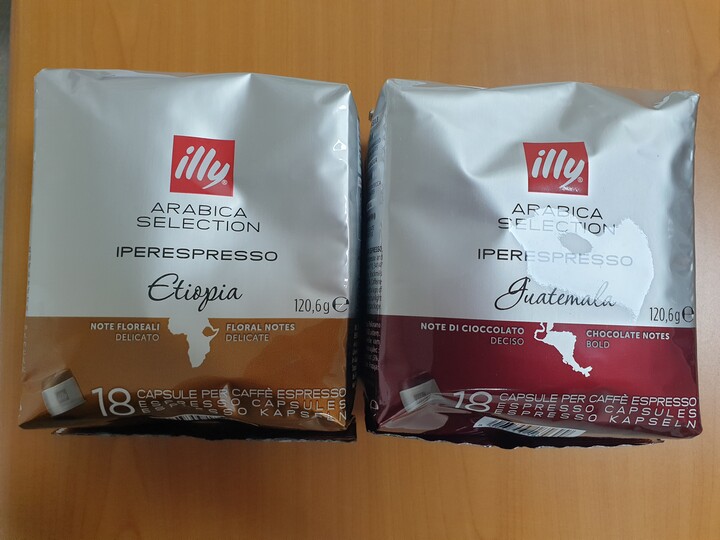 illy
ARABICA
SELECTION
IPERESPRESSO
Etiopia
120,6g℮
NOTE FLOREALI
DELICATO
FLORAL NOTES
DELICATE
18 CAPSULE PER CAFFÈ ESPRESSO
ESPRESSO CAPSULES
ESPRESSO KAPSELN
illy
ARABICA
SELECTION
IPERESPRESSO
Guatemala
120,6g℮
NOTE DI CIOCCOLATO
DECISO
CHOCOLATE NOTES
BOLD
18 CAPSULE PER CAFFÈ ESPRESSO
ESPRESSO CAPSULES
ESPRESSO KAPSELN